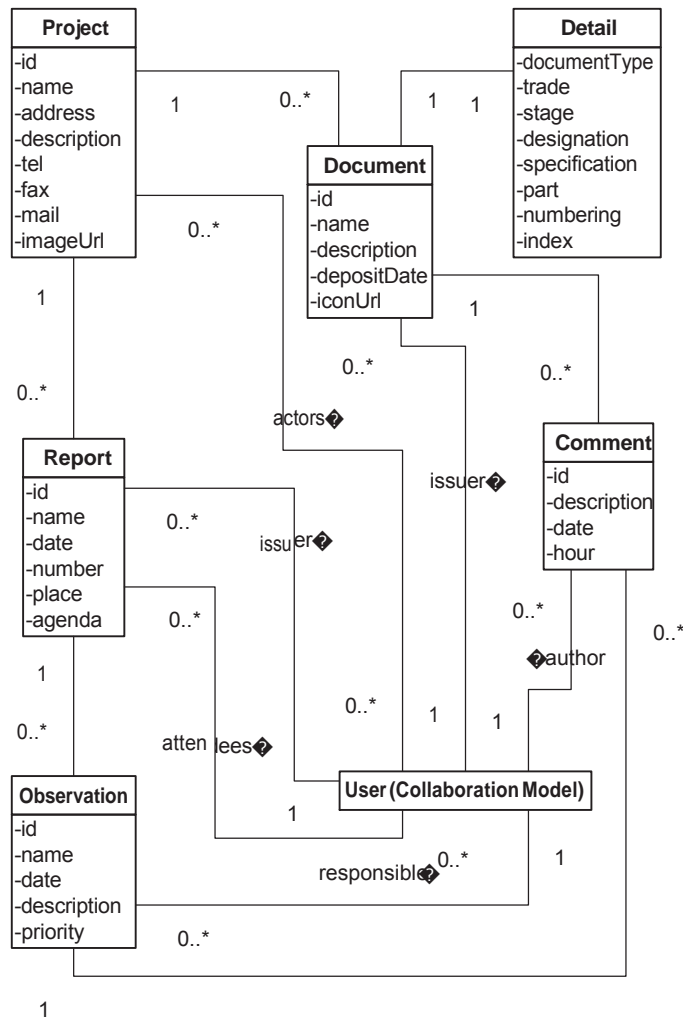 Project
-id
-name
-address
-description
-tel
-fax
-mail
-imageUrl
Detail
-documentType
-trade
-stage
-designation
-specification
-part
-numbering
-index
1
0..*
1
1
Document
-id
-name
-description
-depositDate
-iconUrl
0..*
1
1
0..*
0..*
0..*
actors�
Report
-id
-name
-date
-number
-place
-agenda
Comment
-id
-description
-date
-hour
issuer�
0..*
issuer�
0..*
0..*
0..*
�author
1
0..*
0..*
1
1
attendees�
User (Collaboration Model)
Observation
-id
-name
-date
-description
-priority
1
responsible�
0..*
1
0..*
1